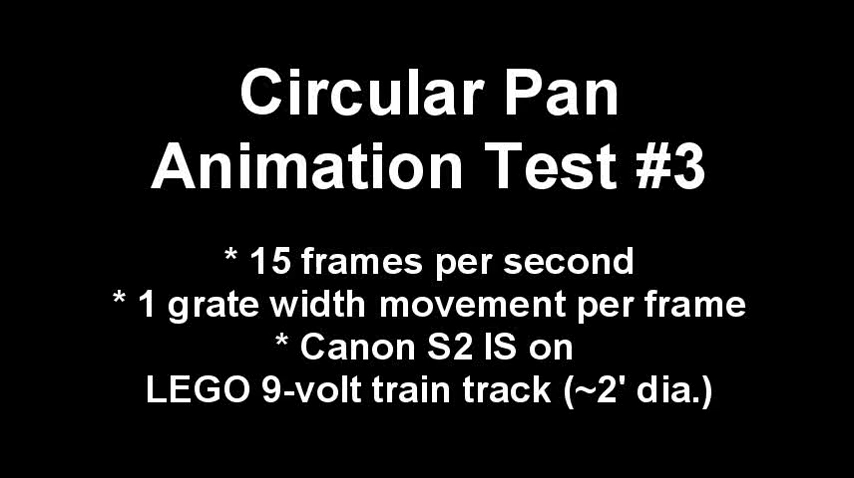 Circular Pan
Animation Test #3
* 15 frames per second
* 1 grate width movement per frame
* Canon S2 IS on
LEGO 9-volt train track (~2' dia.)